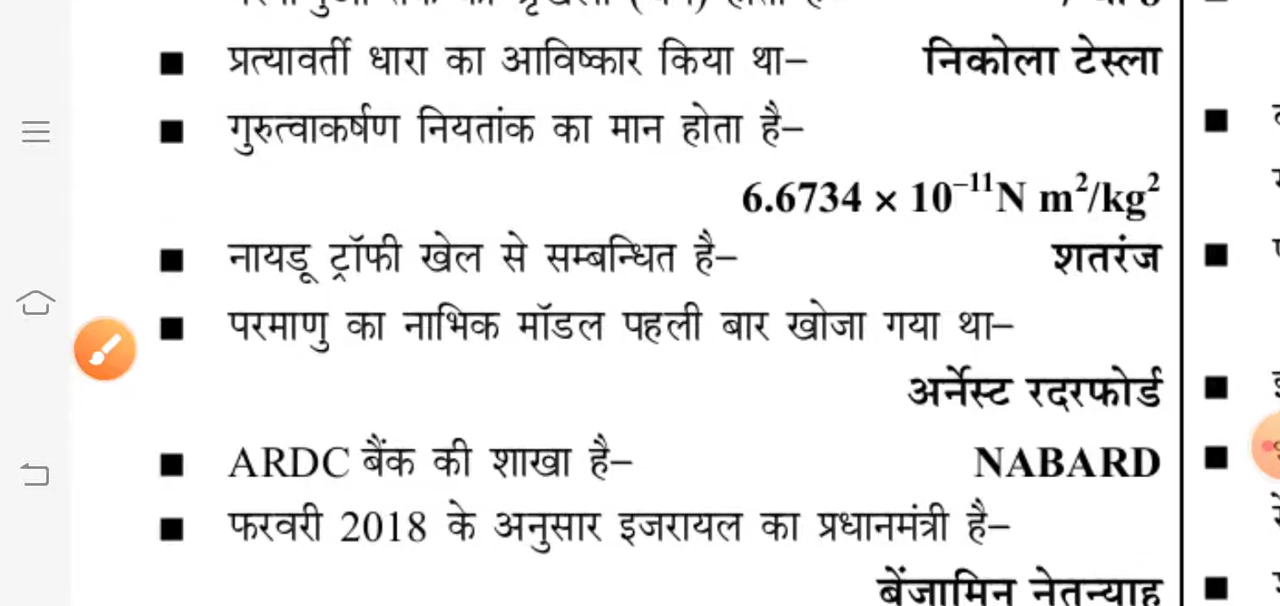 ■ प्रत्यावर्ती धारा का आविष्कार किया था– निकोला टेस्ला
■ गुरुत्वाकर्षण नियतांक का मान होता है–
6.6734 × 10⁻¹¹N m²/kg²
■ नायडू ट्रॉफी खेल से सम्बन्धित है– शतरंज
■ परमाणु का नाभिक मॉडल पहली बार खोजा गया था–
अर्नेस्ट रदरफोर्ड
■ ARDC बैंक की शाखा है– NABARD
■ फरवरी 2018 के अनुसार इजरायल का प्रधानमंत्री है–
बेंजामिन नेतन्याहू